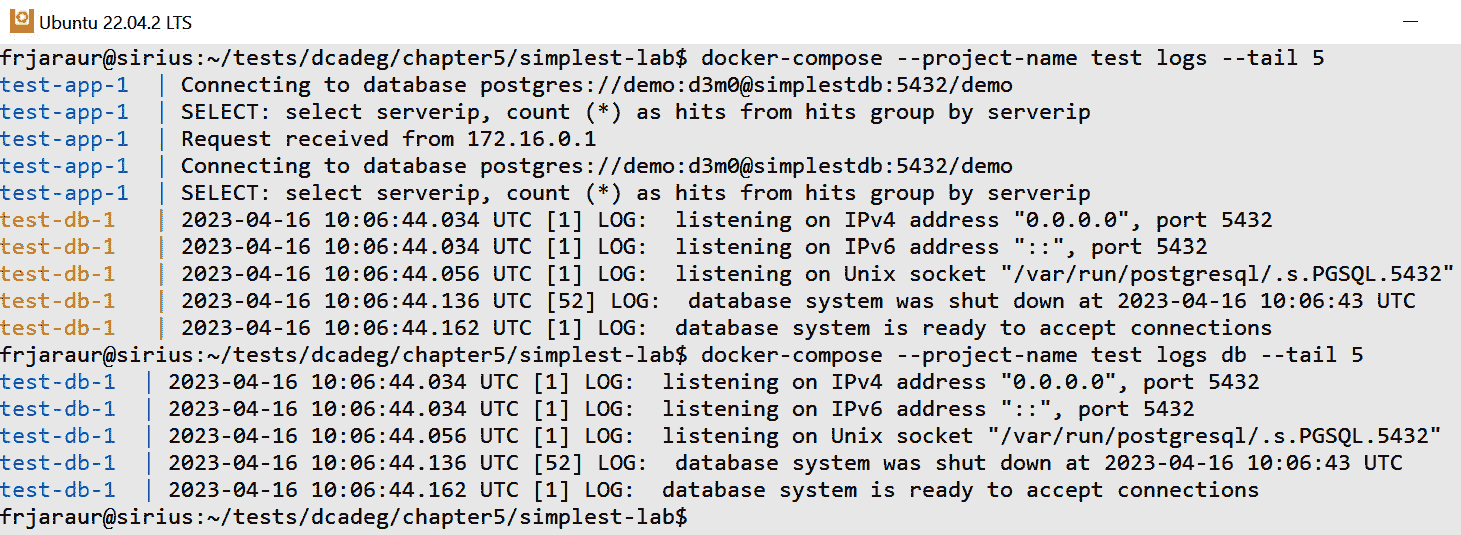 Ubuntu 22.04.2 LTS
frjaraur@sirius:~/tests/dcadeg/chapter5/simplest-lab$ docker-compose --project-name test logs --tail 5
test-app-1  | Connecting to database postgres://demo:d3m0@simplestdb:5432/demo
test-app-1  | SELECT: select serverip, count (*) as hits from hits group by serverip
test-app-1  | Request received from 172.16.0.1
test-app-1  | Connecting to database postgres://demo:d3m0@simplestdb:5432/demo
test-app-1  | SELECT: select serverip, count (*) as hits from hits group by serverip
test-db-1   | 2023-04-16 10:06:44.034 UTC [1] LOG:  listening on IPv4 address "0.0.0.0", port 5432
test-db-1   | 2023-04-16 10:06:44.034 UTC [1] LOG:  listening on IPv6 address "::", port 5432
test-db-1   | 2023-04-16 10:06:44.056 UTC [1] LOG:  listening on Unix socket "/var/run/postgresql/.s.PGSQL.5432"
test-db-1   | 2023-04-16 10:06:44.136 UTC [52] LOG:  database system was shut down at 2023-04-16 10:06:43 UTC
test-db-1   | 2023-04-16 10:06:44.162 UTC [1] LOG:  database system is ready to accept connections
frjaraur@sirius:~/tests/dcadeg/chapter5/simplest-lab$ docker-compose --project-name test logs db --tail 5
test-db-1  | 2023-04-16 10:06:44.034 UTC [1] LOG:  listening on IPv4 address "0.0.0.0", port 5432
test-db-1  | 2023-04-16 10:06:44.034 UTC [1] LOG:  listening on IPv6 address "::", port 5432
test-db-1  | 2023-04-16 10:06:44.056 UTC [1] LOG:  listening on Unix socket "/var/run/postgresql/.s.PGSQL.5432"
test-db-1  | 2023-04-16 10:06:44.136 UTC [52] LOG:  database system was shut down at 2023-04-16 10:06:43 UTC
test-db-1  | 2023-04-16 10:06:44.162 UTC [1] LOG:  database system is ready to accept connections
frjaraur@sirius:~/tests/dcadeg/chapter5/simplest-lab$